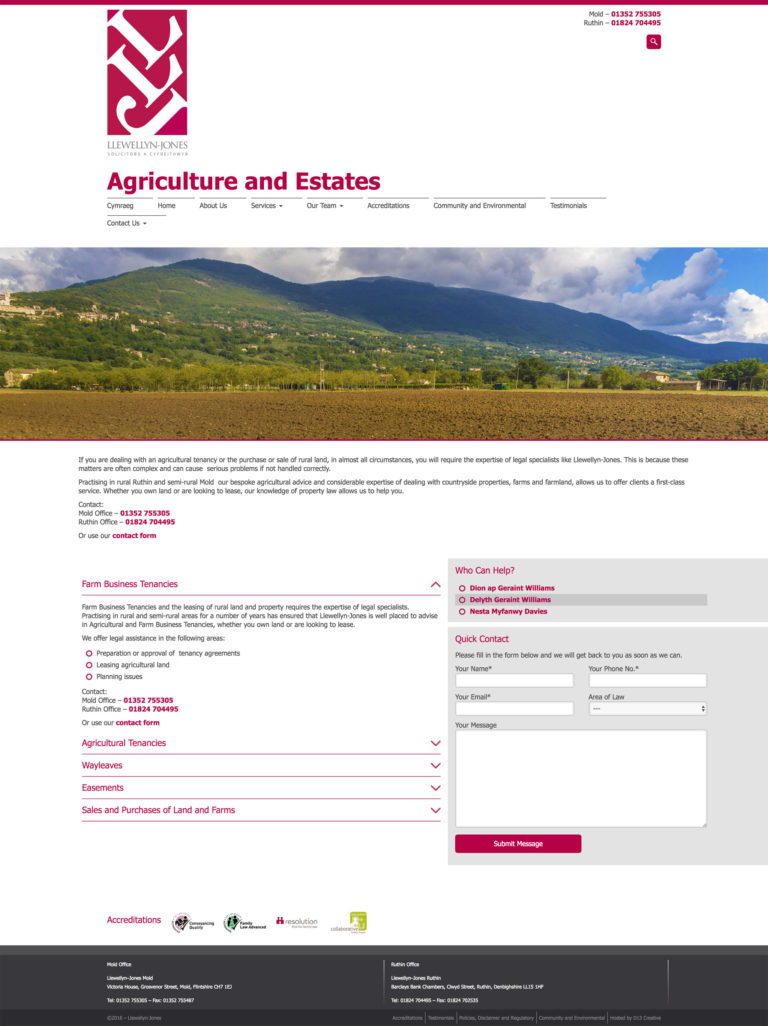 Mold – 01352 755305
Ruthin – 01824 704495
LLJ
LLEWELLYN-JONES
SOLICITORS • CYFREITHWYR
Agriculture and Estates
Cymraeg Home About Us Services Our Team Accreditations Community and Environmental Testimonials
Contact Us
If you are dealing with an agricultural tenancy or the purchase or sale of rural land, in almost all circumstances, you will require the expertise of legal specialists like Llewellyn-Jones. This is because these
matters are often complex and can cause serious problems if not handled correctly.
Practising in rural Ruthin and semi-rural Mold our bespoke agricultural advice and considerable expertise of dealing with countryside properties, farms and farmland, allows us to offer clients a first-class
service. Whether you own land or are looking to lease, our knowledge of property law allows us to help you.
Contact:
Mold Office – 01352 755305
Ruthin Office – 01824 704495
Or use our contact form
Farm Business Tenancies
Farm Business Tenancies and the leasing of rural land and property requires the expertise of legal specialists.
Practising in rural and semi-rural areas for a number of years has ensured that Llewellyn-Jones is well placed to advise
in Agricultural and Farm Business Tenancies, whether you own land or are looking to lease.
We offer legal assistance in the following areas:
Preparation or approval of tenancy agreements
Leasing agricultural land
Planning issues
Contact:
Mold Office – 01352 755305
Ruthin Office – 01824 704495
Or use our contact form
Agricultural Tenancies
Wayleaves
Easements
Sales and Purchases of Land and Farms
Who Can Help?
Dion ap Geraint Williams
Delyth Geraint Williams
Nesta Myfanwy Davies
Quick Contact
Please fill in the form below and we will get back to you as soon as we can.
Your Name* Your Phone No.*
Your Email* Area of Law
---
Your Message
Submit Message
Accreditations
Conveyancing
Quality
Family
Law Advanced
resolution
collaborative
Mold Office
Llewellyn-Jones Mold
Victoria House, Grosvenor Street, Mold, Flintshire CH7 1EJ
Tel: 01352 755305 – Fax: 01352 755487
Ruthin Office
Llewellyn-Jones Ruthin
Barclays Bank Chambers, Clwyd Street, Ruthin, Denbighshire LL15 1HF
Tel: 01824 704495 – Fax: 01824 702535
©2016 – Llewellyn Jones
Accreditations | Testimonials | Policies, Disclaimer and Regulatory | Community and Environmental | Hosted by D13 Creative